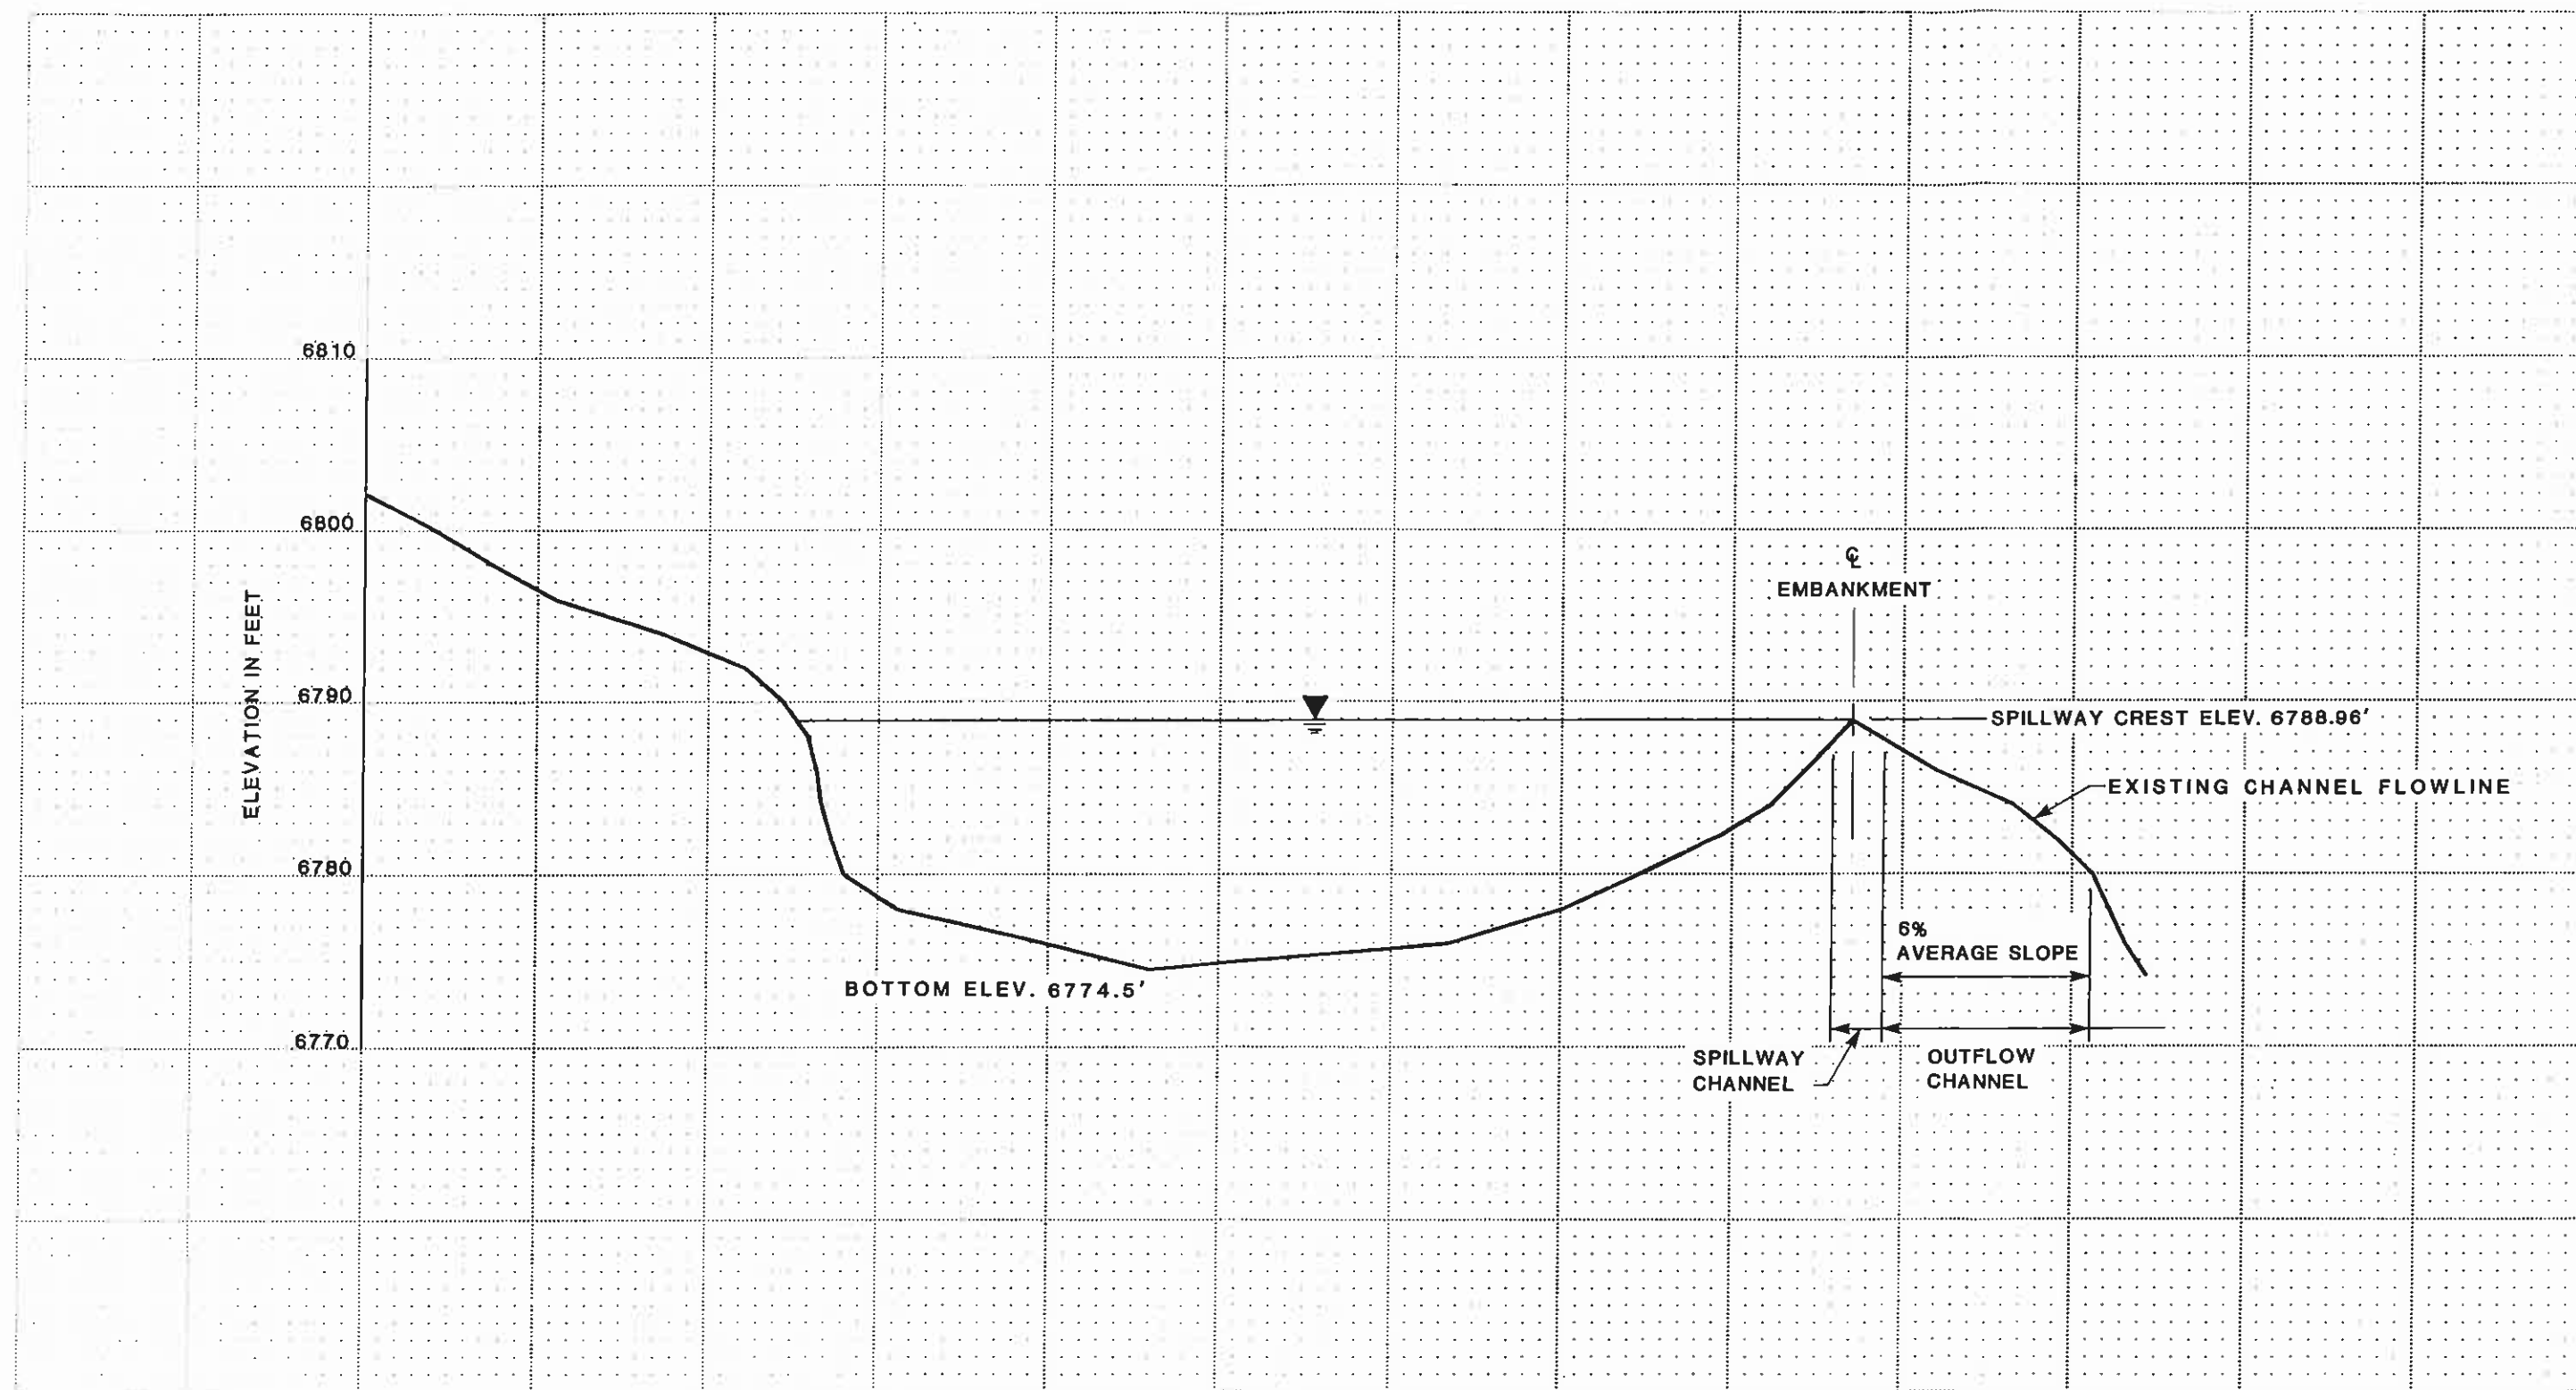 6810
6800
6790
6780
6770
ELEVATION IN FEET
℄
EMBANKMENT
SPILLWAY CREST ELEV. 6788.96'
EXISTING CHANNEL FLOWLINE
6%
AVERAGE SLOPE
BOTTOM ELEV. 6774.5'
SPILLWAY
CHANNEL
OUTFLOW
CHANNEL